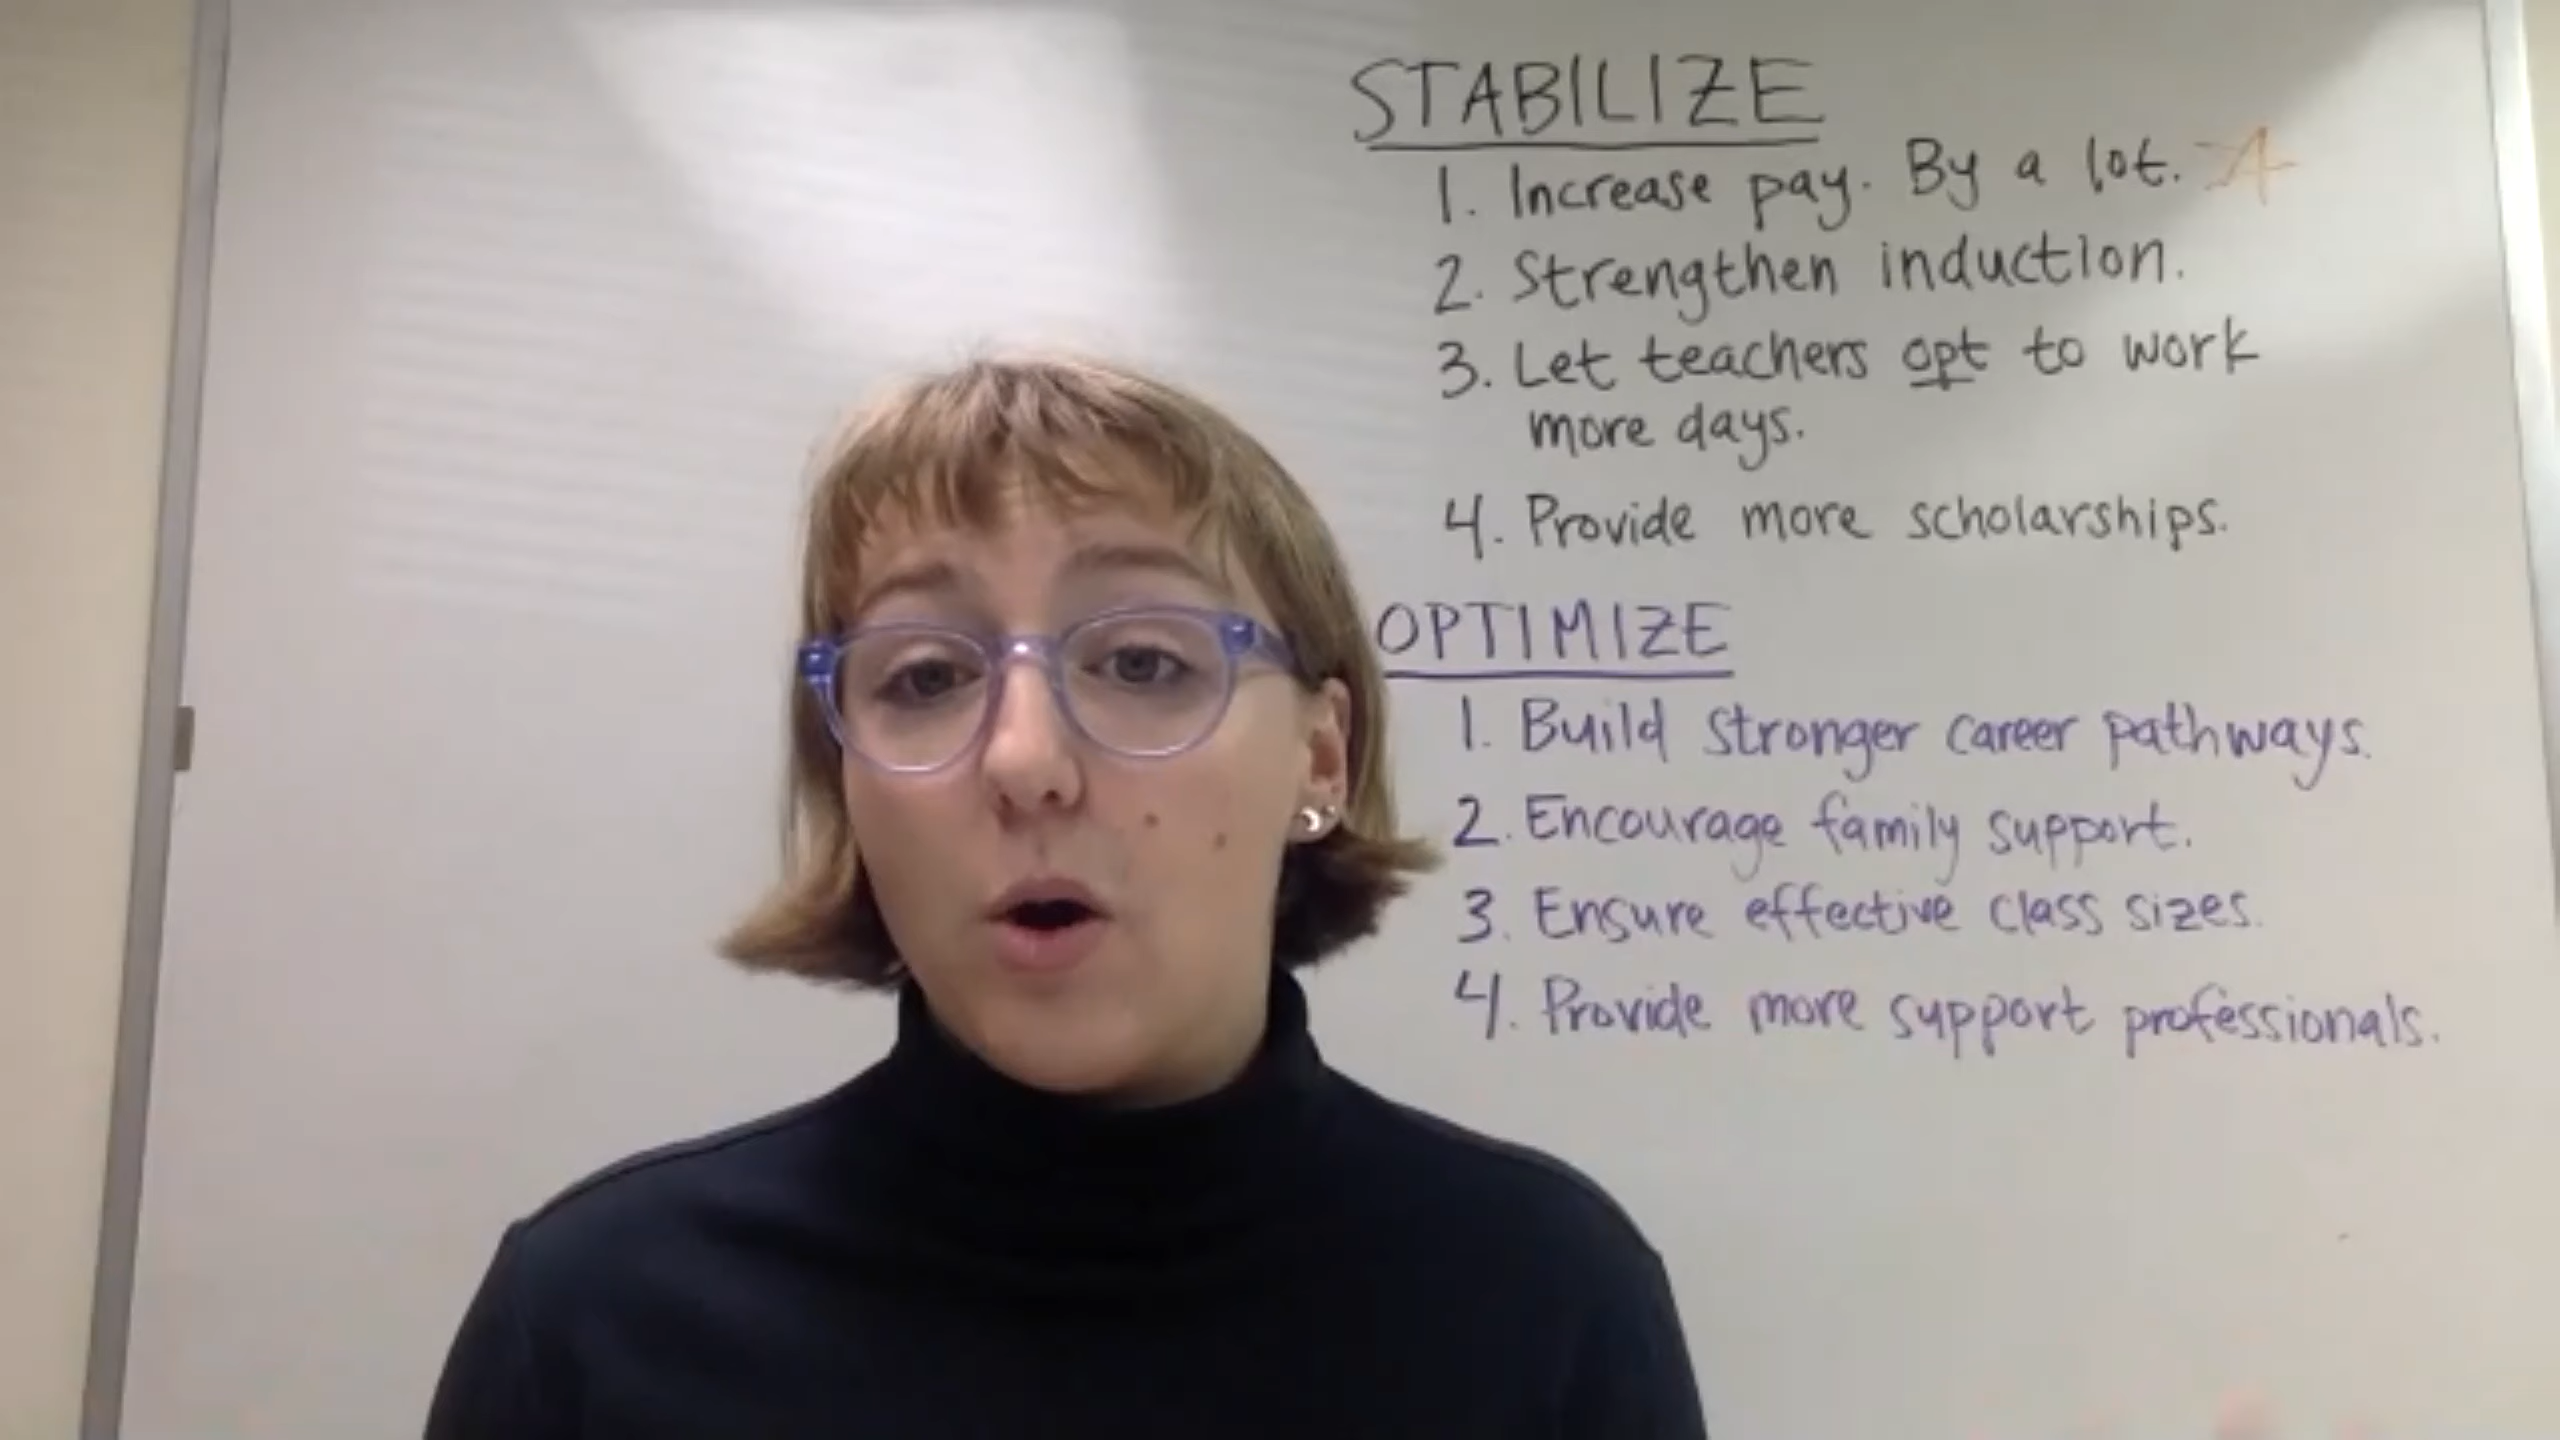 STABILIZE
1. Increase pay. By a lot.
2. Strengthen induction.
3. Let teachers opt to work
more days.
4. Provide more scholarships.
OPTIMIZE
1. Build stronger career pathways.
2. Encourage family support.
3. Ensure effective class sizes.
4. Provide more support professionals.